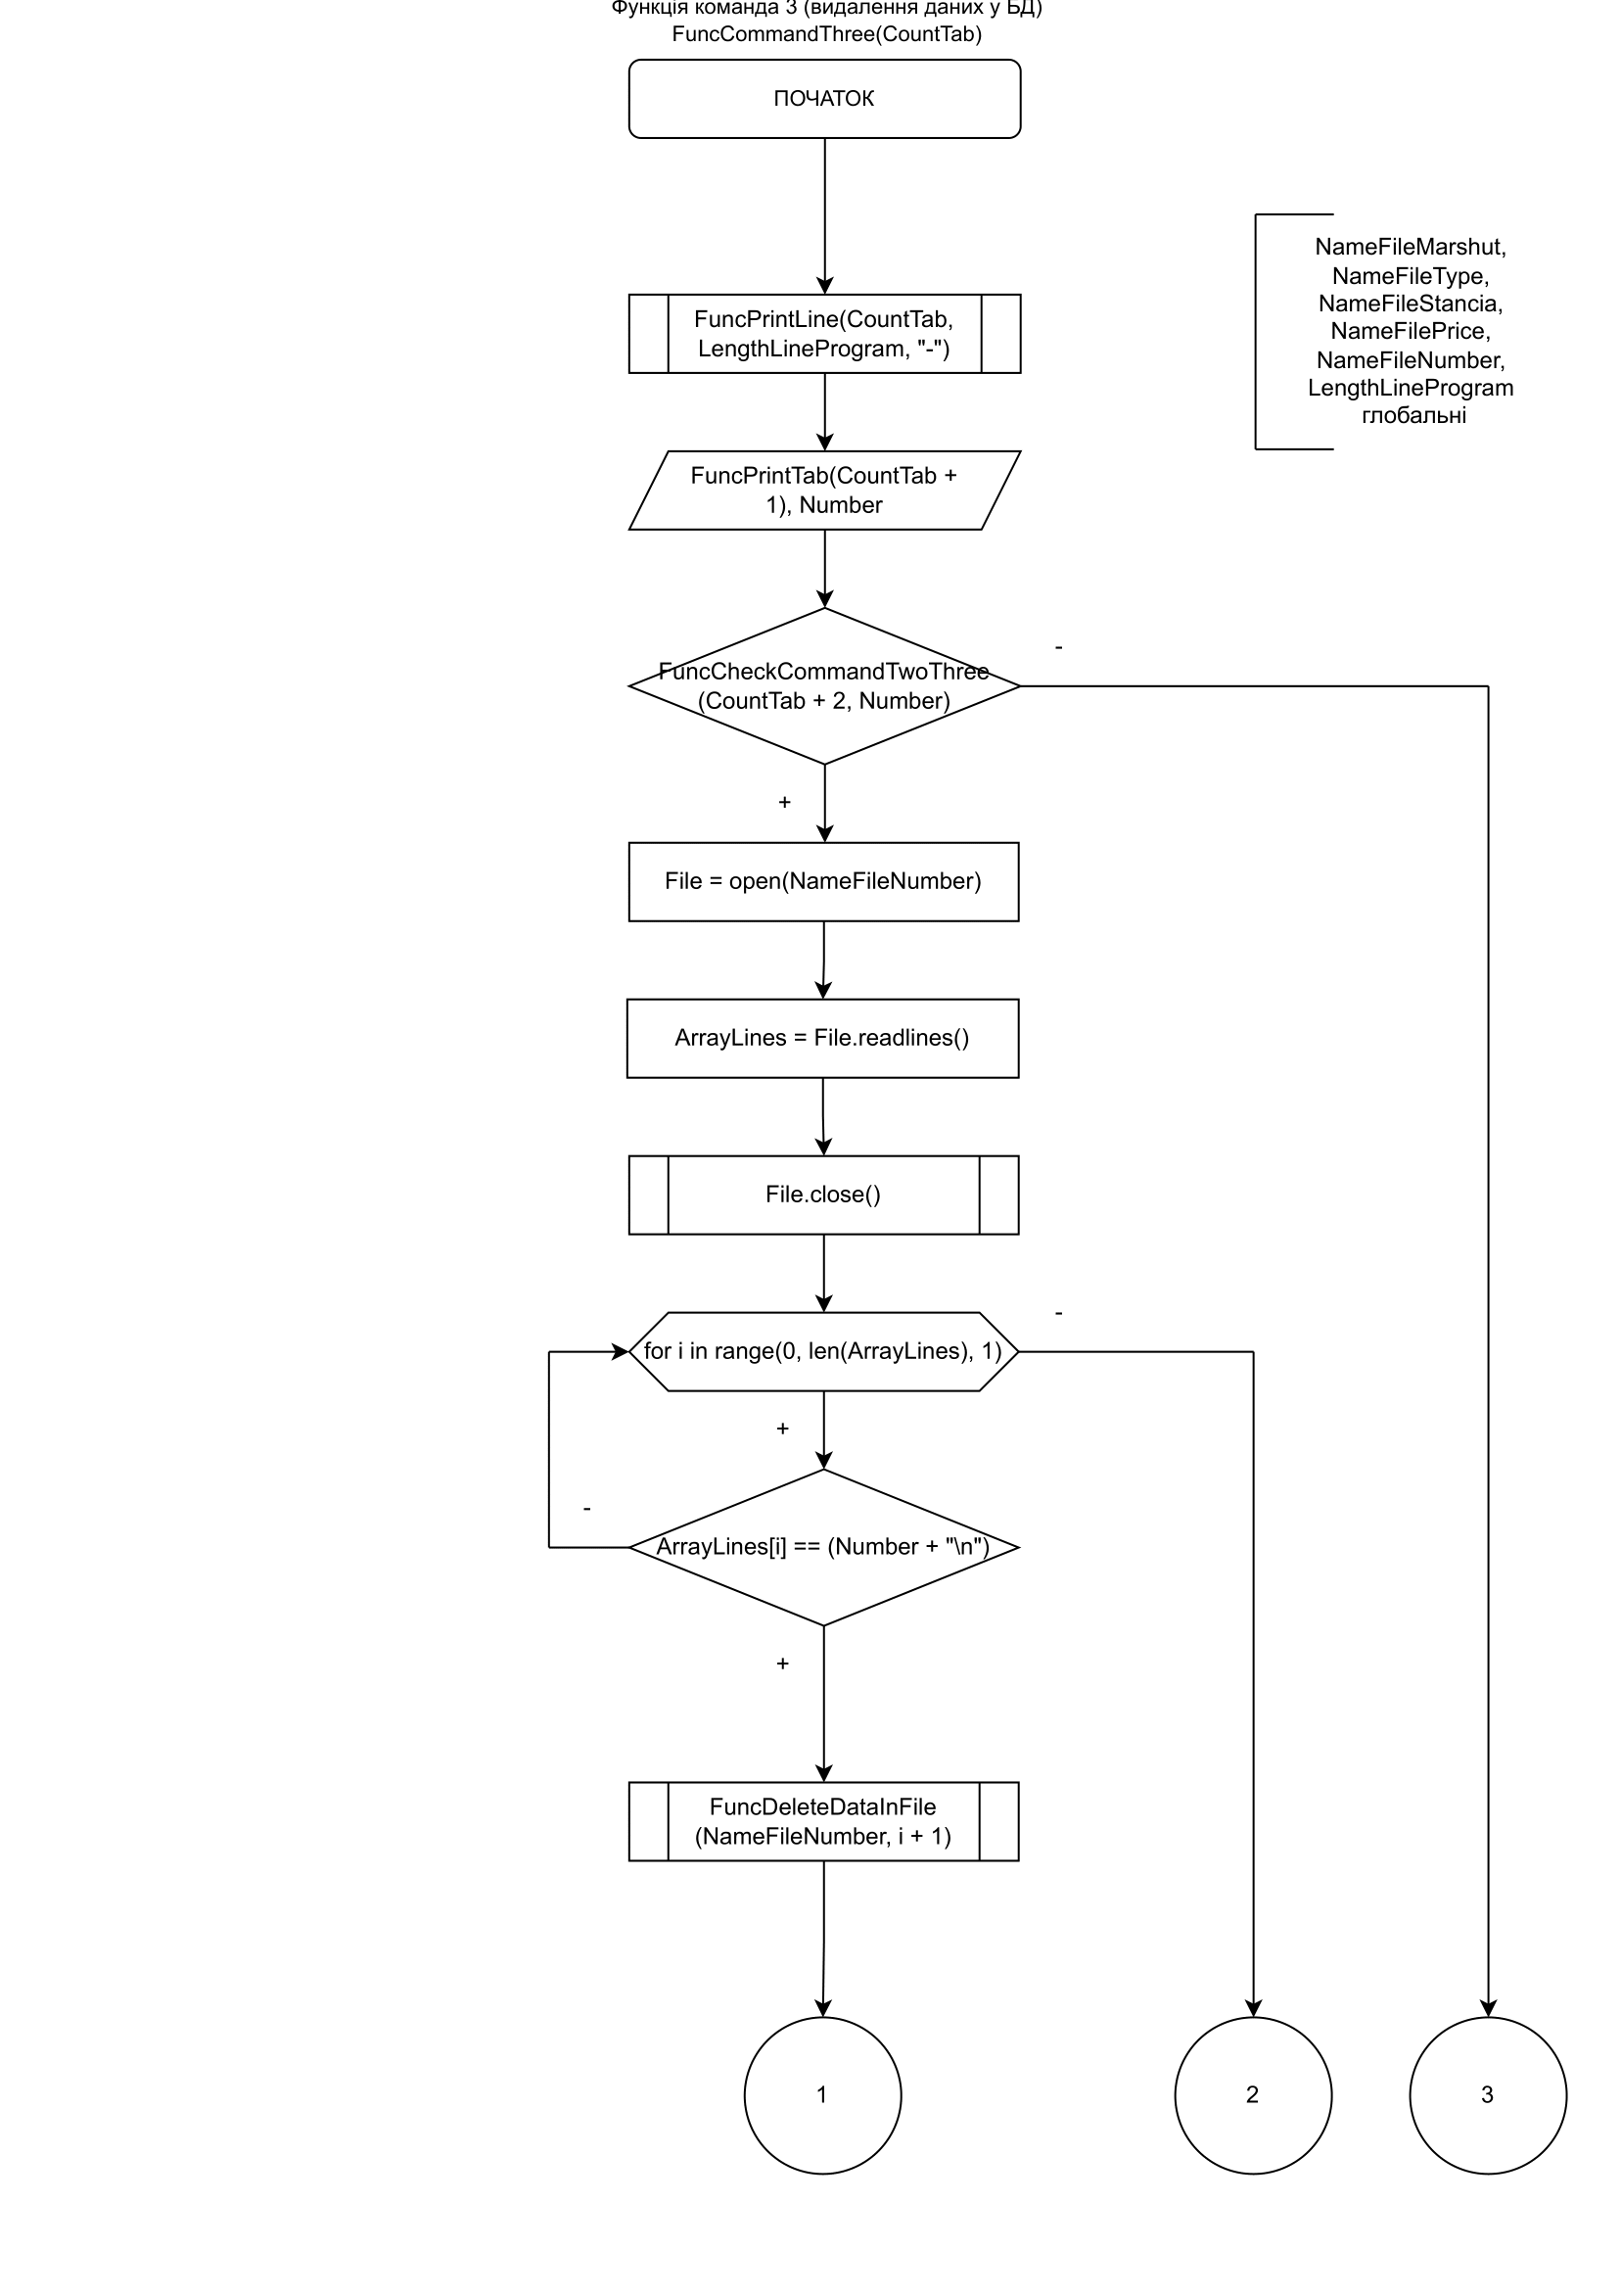 Функція команда 3 (видалення даних у БД)
FuncCommandThree(CountTab)
ПОЧАТОК
NameFileMarshut,
NameFileType,
NameFileStancia,
NameFilePrice,
NameFileNumber,
LengthLineProgram
глобальні
FuncPrintLine(CountTab,
LengthLineProgram, "-")
FuncPrintTab(CountTab +
1), Number
-
FuncCheckCommandTwoThree
(CountTab + 2, Number)
+
File = open(NameFileNumber)
ArrayLines = File.readlines()
File.close()
-
for i in range(0, len(ArrayLines), 1)
+
-
ArrayLines[i] == (Number + "\n")
+
FuncDeleteDataInFile
(NameFileNumber, i + 1)
1
2
3